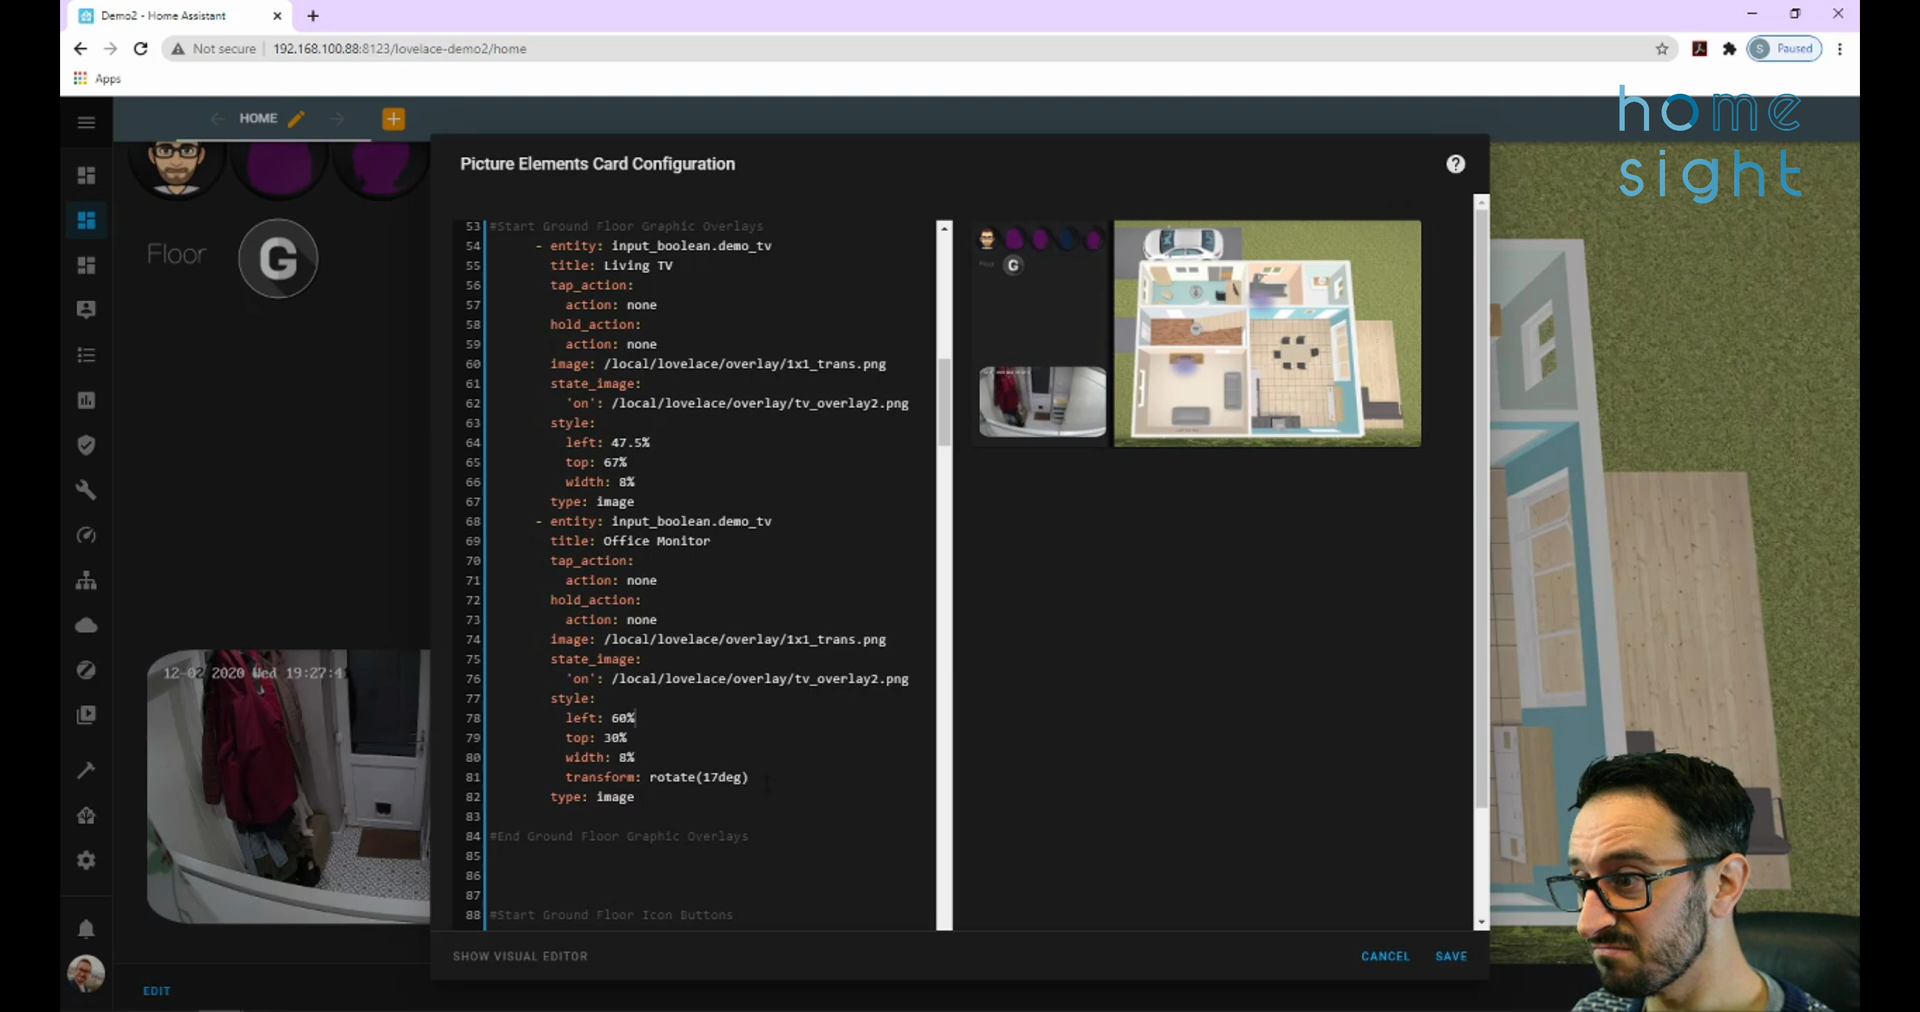 Demo2 - Home Assistant
Not secure
192.168.100.88:8123/lovelace-demo2/home
S
Paused
Apps
HOME
home
sight
Floor
G
Picture Elements Card Configuration
53 #Start Ground Floor Graphic Overlays
54 - entity: input_boolean.demo_tv
55 title: Living TV
56 tap_action:
57 action: none
58 hold_action:
59 action: none
60 image: /local/lovelace/overlay/1x1_trans.png
61 state_image:
62 'on': /local/lovelace/overlay/tv_overlay2.png
63 style:
64 left: 47.5%
65 top: 67%
66 width: 8%
67 type: image
68 - entity: input_boolean.demo_tv
69 title: Office Monitor
70 tap_action:
71 action: none
72 hold_action:
73 action: none
74 image: /local/lovelace/overlay/1x1_trans.png
75 state_image:
76 'on': /local/lovelace/overlay/tv_overlay2.png
77 style:
78 left: 60%
79 top: 30%
80 width: 8%
81 transform: rotate(17deg)
82 type: image
83
84 #End Ground Floor Graphic Overlays
85
86
87
88 #Start Ground Floor Icon Buttons
G
12-02 2020 Wed 19:27:4
SHOW VISUAL EDITOR
CANCEL
SAVE
EDIT